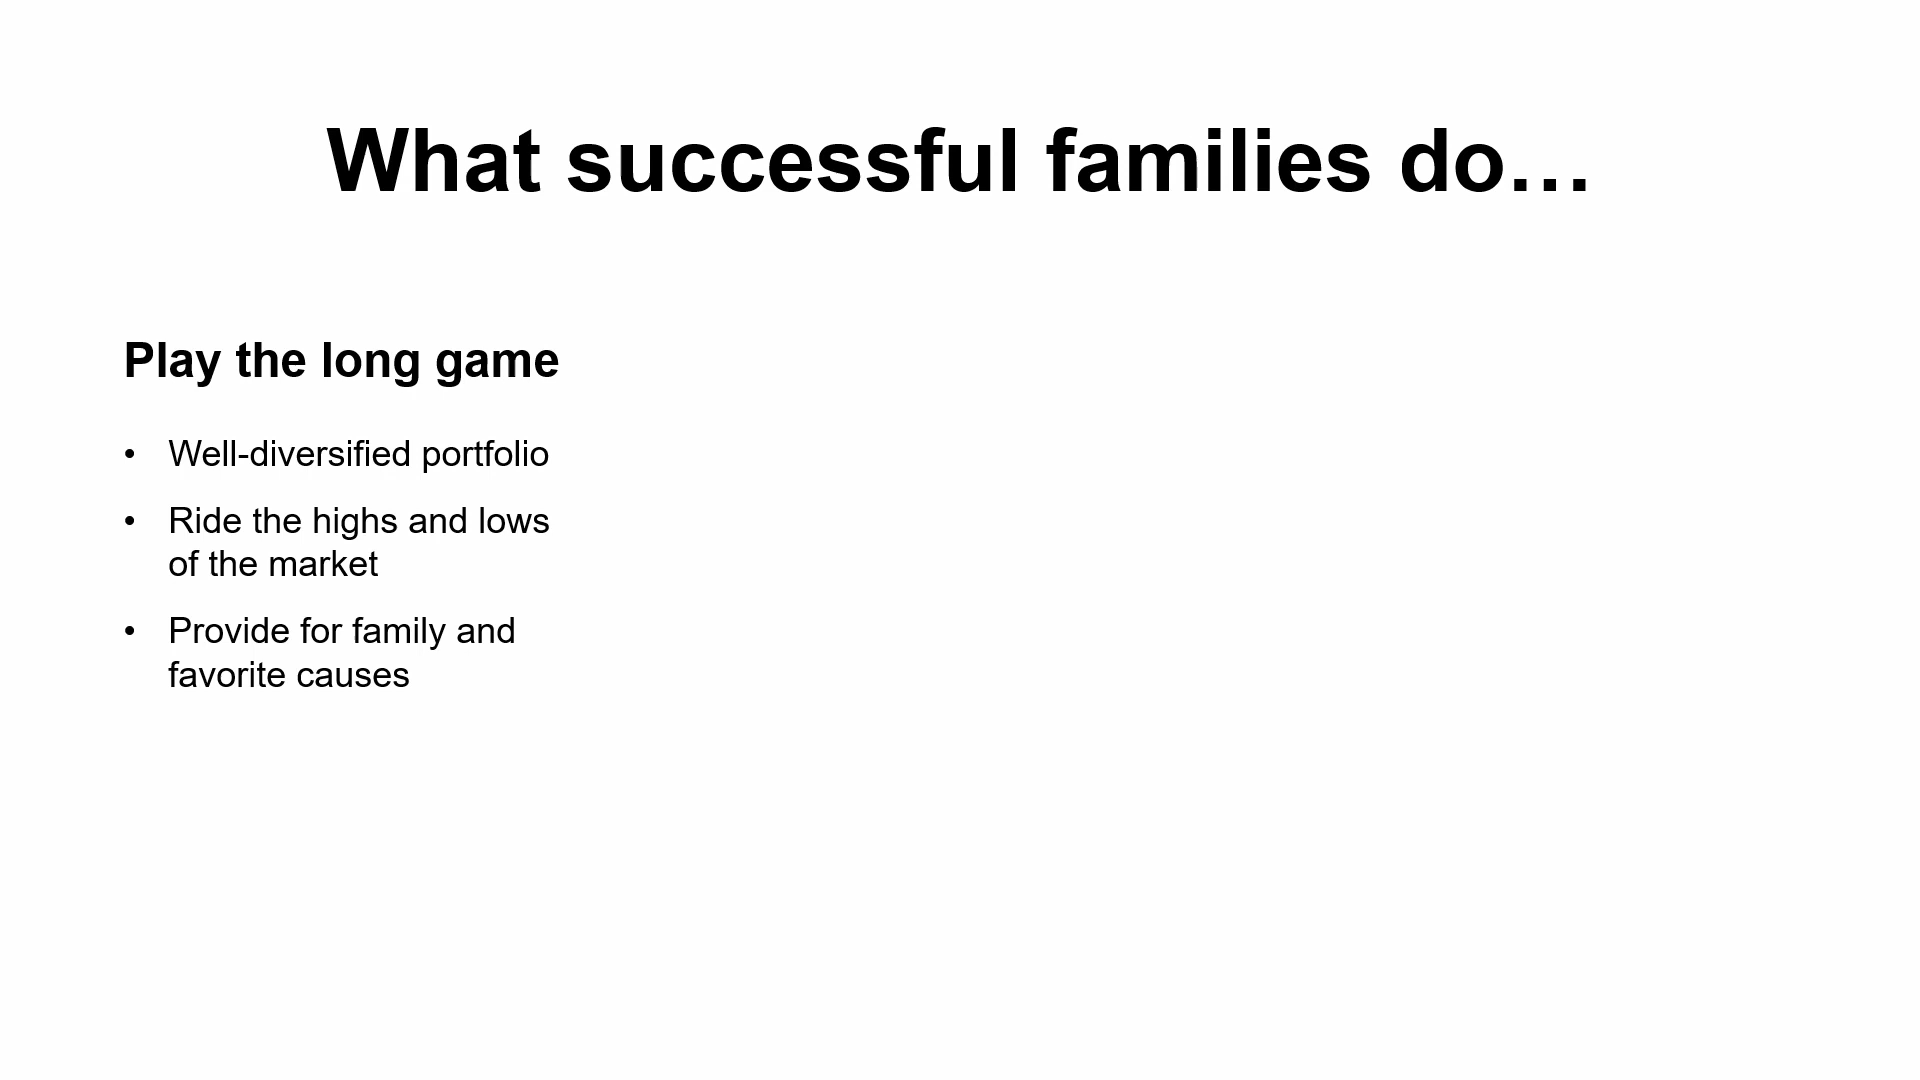 What successful families do…
Play the long game
• Well-diversified portfolio
• Ride the highs and lows
of the market
• Provide for family and
favorite causes